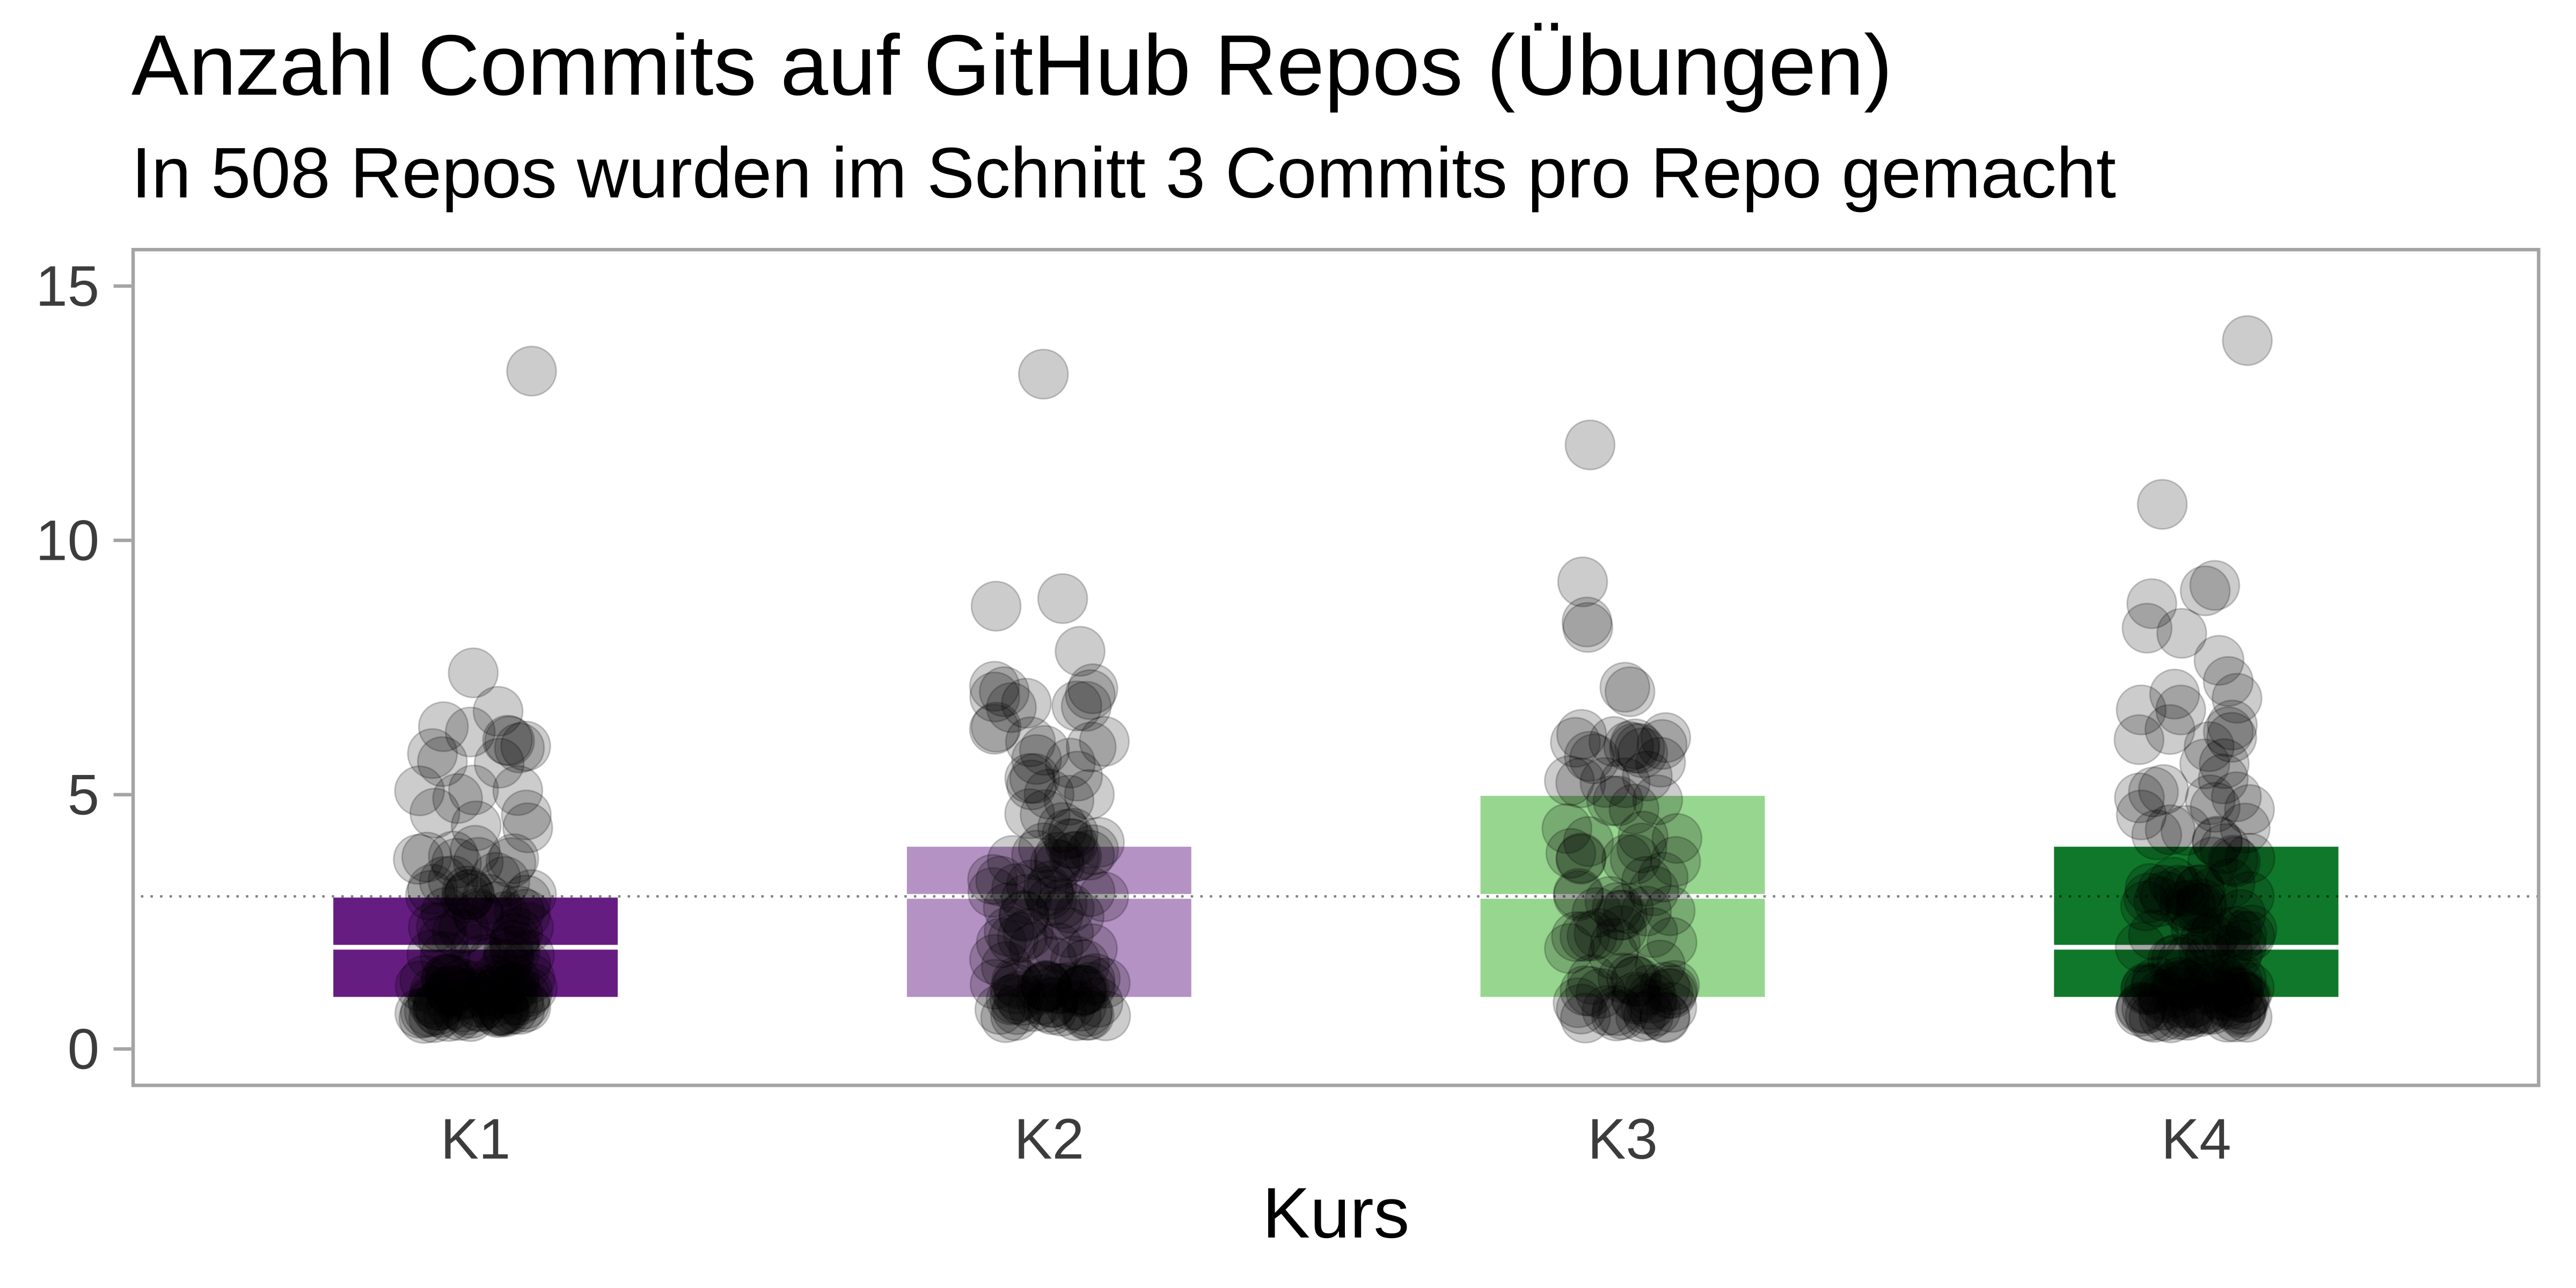 Anzahl Commits auf GitHub Repos (Übungen)
In 508 Repos wurden im Schnitt 3 Commits pro Repo gemacht
15
10
5
0
K1 K2 K3 K4
Kurs